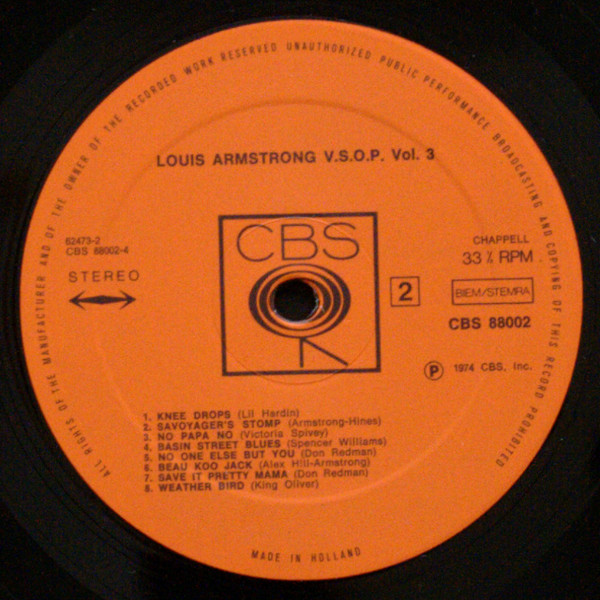 ALL RIGHTS OF THE MANUFACTURER AND OF THE OWNER OF THE RECORDED WORK RESERVED UNAUTHORIZED PUBLIC PERFORMANCE BROADCASTING AND COPYING OF THIS RECORD PROHIBITED
LOUIS ARMSTRONG V.S.O.P. Vol. 3
CBS
62473-2
CBS 88002-4
STEREO
CHAPPELL
33⅓ RPM
2
BIEM/STEMRA
CBS 88002
℗ 1974 CBS, Inc.
1. KNEE DROPS (Lil Hardin)
2. SAVOYAGER'S STOMP (Armstrong-Hines)
3. NO PAPA NO (Victoria Spivey)
4. BASIN STREET BLUES (Spencer Williams)
5. NO ONE ELSE BUT YOU (Don Redman)
6. BEAU KOO JACK (Alex Hill-Armstrong)
7. SAVE IT PRETTY MAMA (Don Redman)
8. WEATHER BIRD (King Oliver)
MADE IN HOLLAND